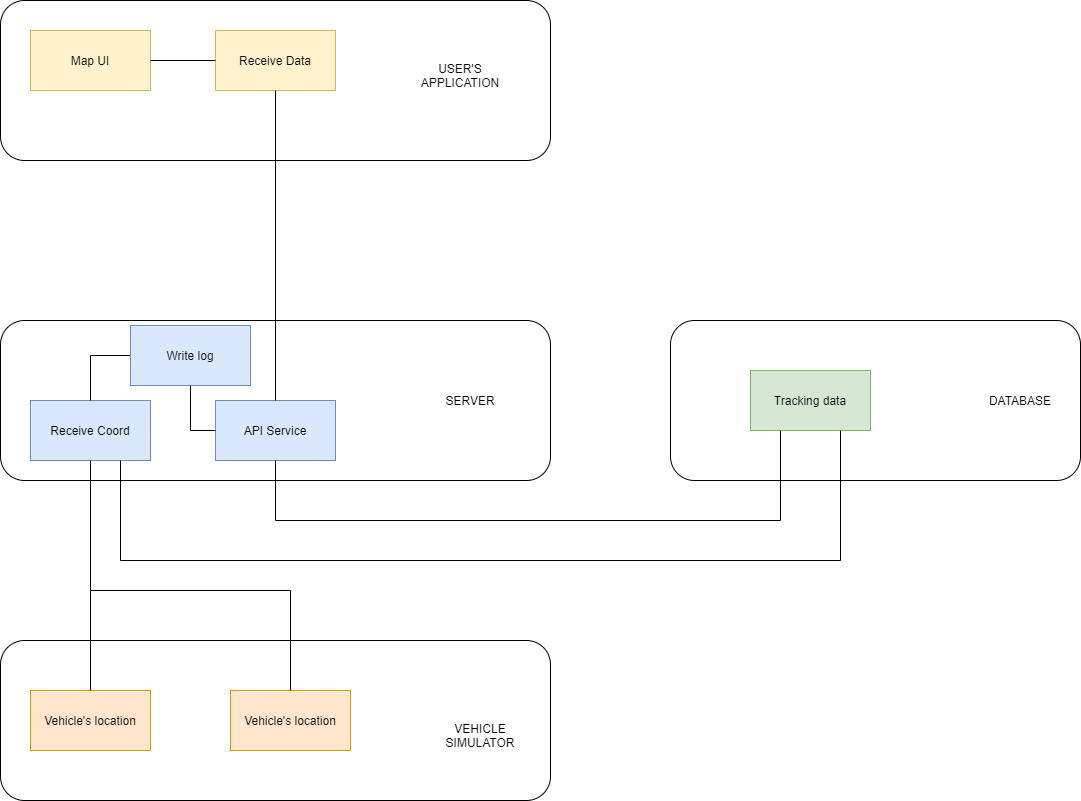 Map UI
Receive Data
USER'S
APPLICATION
Write log
Receive Coord
API Service
SERVER
Tracking data
DATABASE
Vehicle's location
Vehicle's location
VEHICLE
SIMULATOR